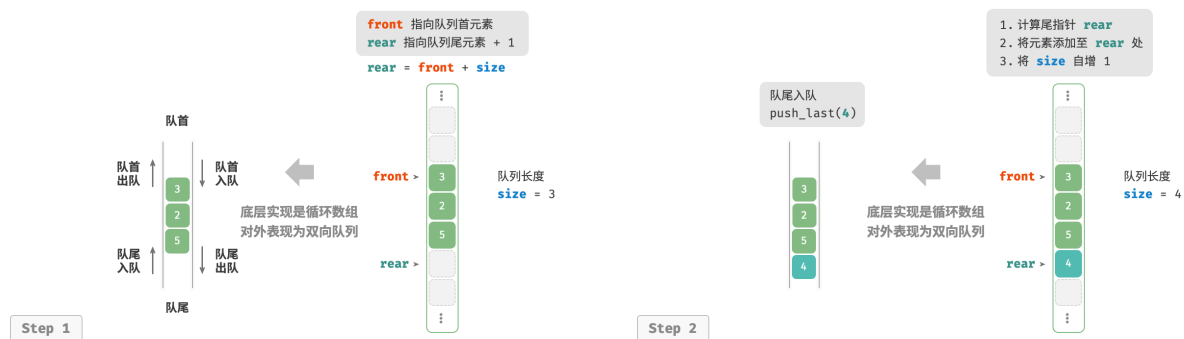 front 指向队列首元素
rear 指向队列尾元素 + 1
rear = front + size
队首
队首
出队
队首
入队
3
2
5
队尾
入队
队尾
出队
队尾
底层实现是循环数组
对外表现为双向队列
front
3
2
5
rear
队列长度
size = 3
Step 1
1. 计算尾指针 rear
2. 将元素添加至 rear 处
3. 将 size 自增 1
队尾入队
push_last(4)
3
2
5
4
底层实现是循环数组
对外表现为双向队列
front
3
2
5
rear
4
队列长度
size = 4
Step 2